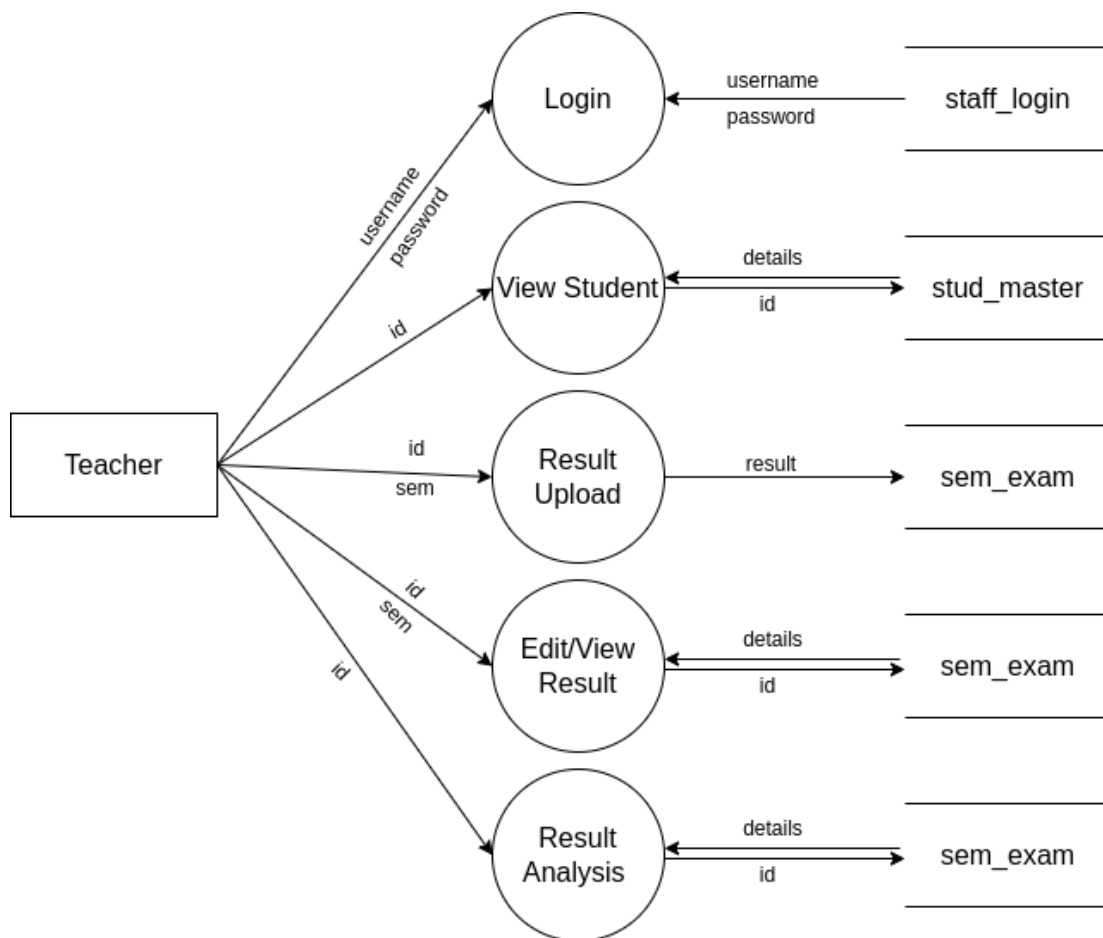 Login
username
password
staff_login
username
password
View Student
details
id
stud_master
id
Teacher
id
sem
Result
Upload
result
sem_exam
id
sem
Edit/View
Result
details
id
sem_exam
id
Result
Analysis
details
id
sem_exam